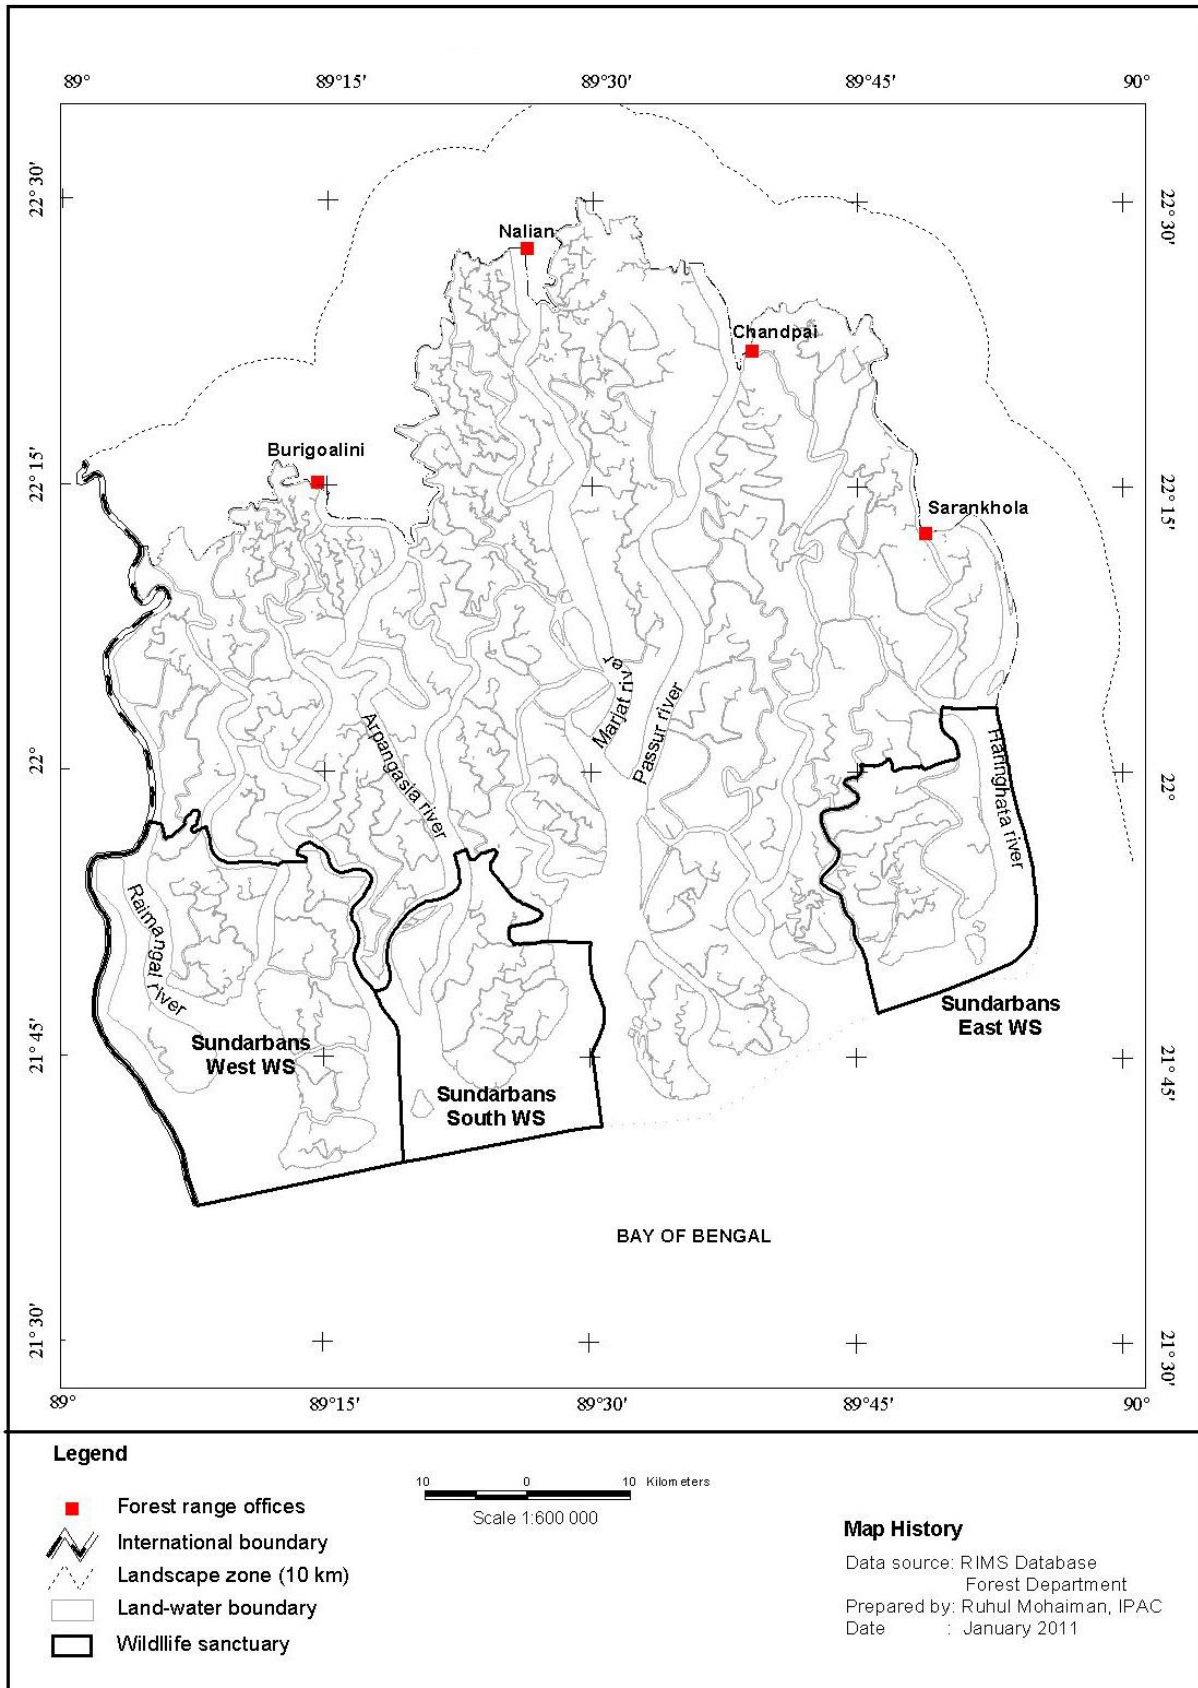 89°
89°15'
89°30'
89°45'
90°
22°30'
22°30'
Nalian
Chandpai
Burigoalini
22°15'
22°15'
Sarankhola
Marjat river
Passur river
Arpangasia river
Haringhata river
22°
22°
Raimangal river
Sundarbans
East WS
Sundarbans
West WS
21°45'
21°45'
Sundarbans
South WS
BAY OF BENGAL
21°30'
21°30'
89°
89°15'
89°30'
89°45'
90°
Legend
Forest range offices
International boundary
Landscape zone (10 km)
Land-water boundary
Wildllife sanctuary
10 0 10 Kilometers
Scale 1:600 000
Map History
Data source: RIMS Database
Forest Department
Prepared by: Ruhul Mohaiman, IPAC
Date : January 2011